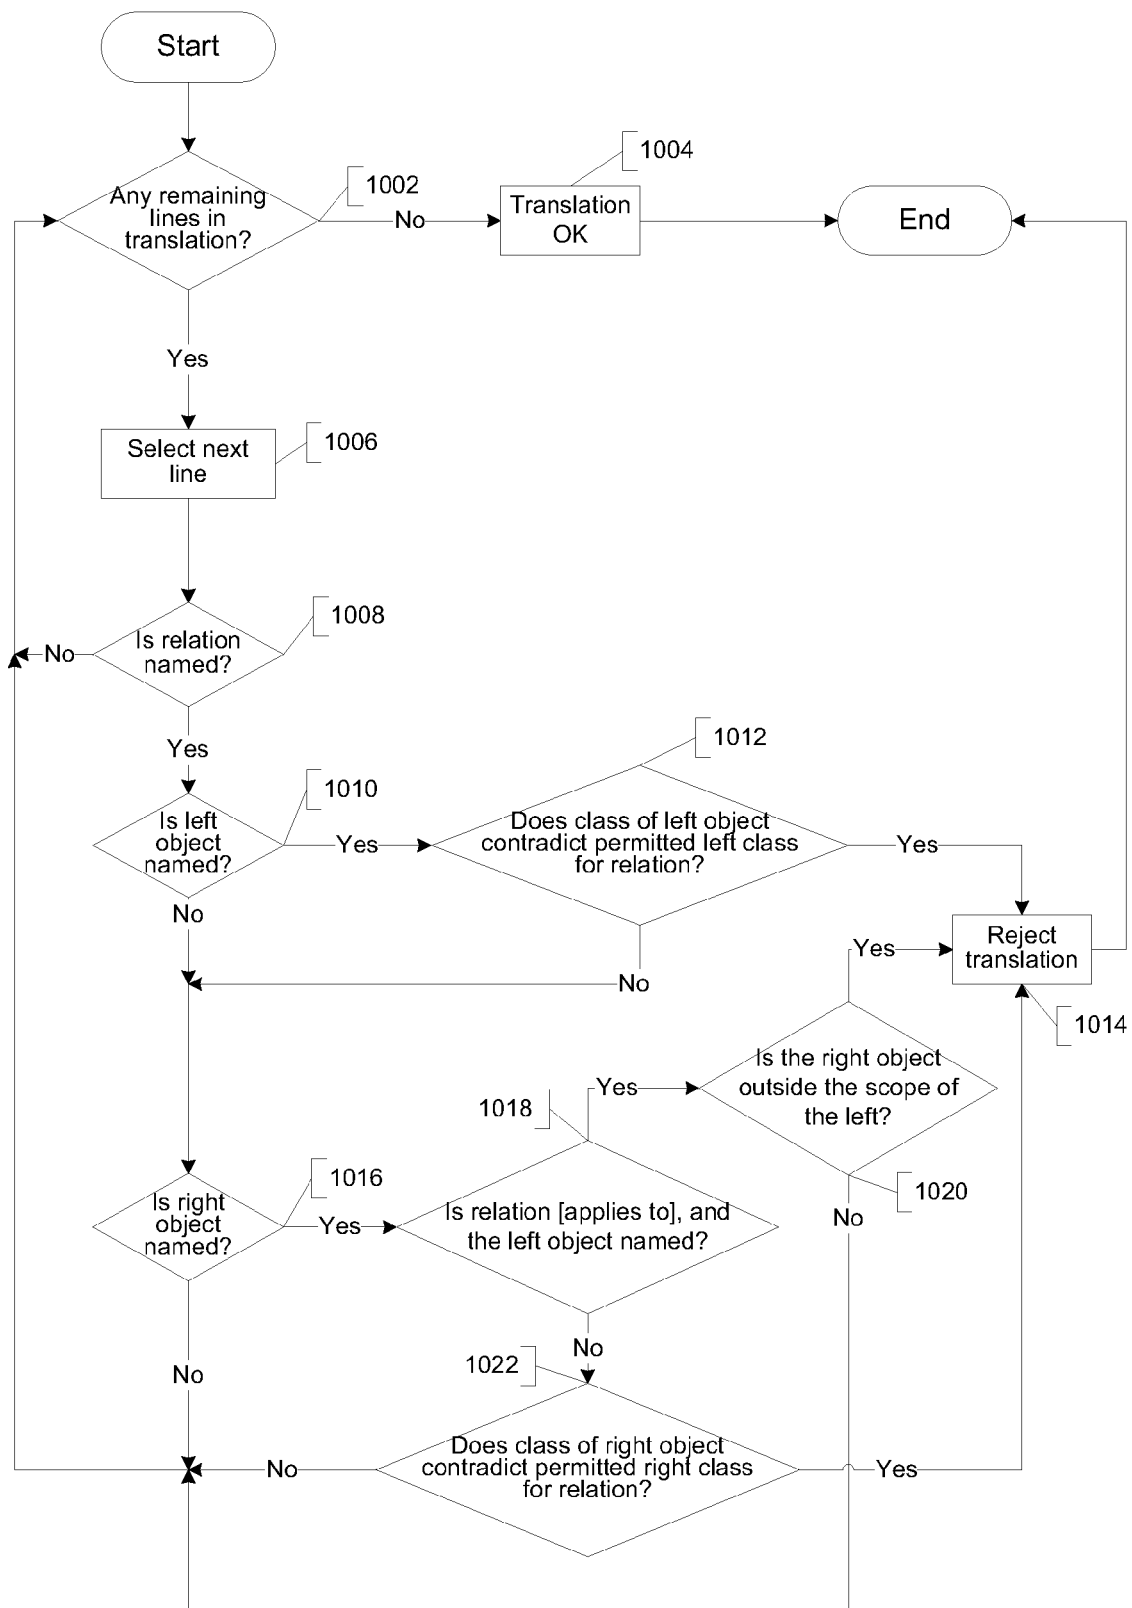 Start
1004
1002
Any remaining
lines in
translation?
No
Translation
OK
End
Yes
1006
Select next
line
1008
Is relation
named?
No
Yes
1012
1010
Is left
object
named?
Yes
Does class of left object
contradict permitted left class
for relation?
Yes
No
Reject
translation
Yes
No
1014
Is the right object
outside the scope of
the left?
Yes
1018
1016
1020
Is right
object
named?
Yes
Is relation [applies to], and
the left object named?
No
No
1022
No
Does class of right object
contradict permitted right class
for relation?
No
Yes